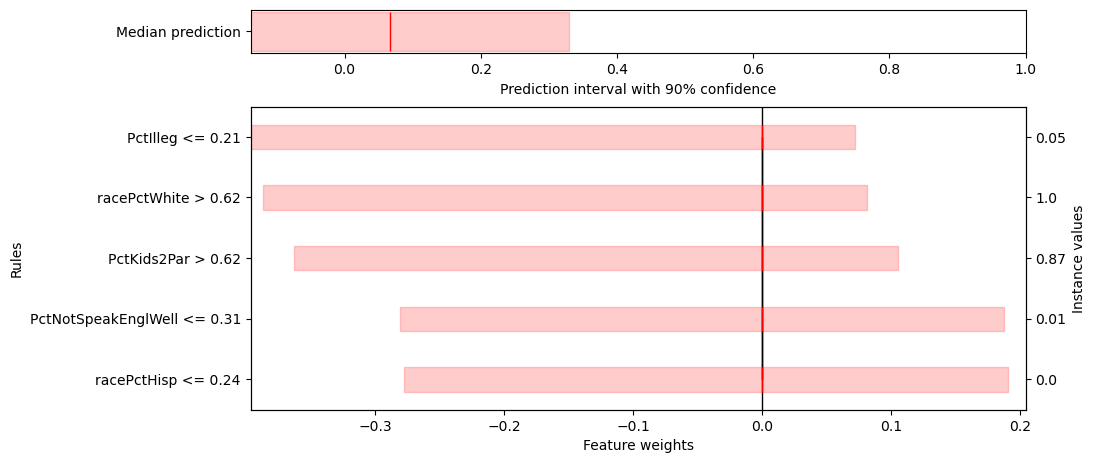 Median prediction
0.0 0.2 0.4 0.6 0.8 1.0
Prediction interval with 90% confidence
Rules
PctIlleg <= 0.21 0.05
racePctWhite > 0.62 1.0
PctKids2Par > 0.62 0.87
PctNotSpeakEnglWell <= 0.31 0.01
racePctHisp <= 0.24 0.0
Instance values
−0.3 −0.2 −0.1 0.0 0.1 0.2
Feature weights